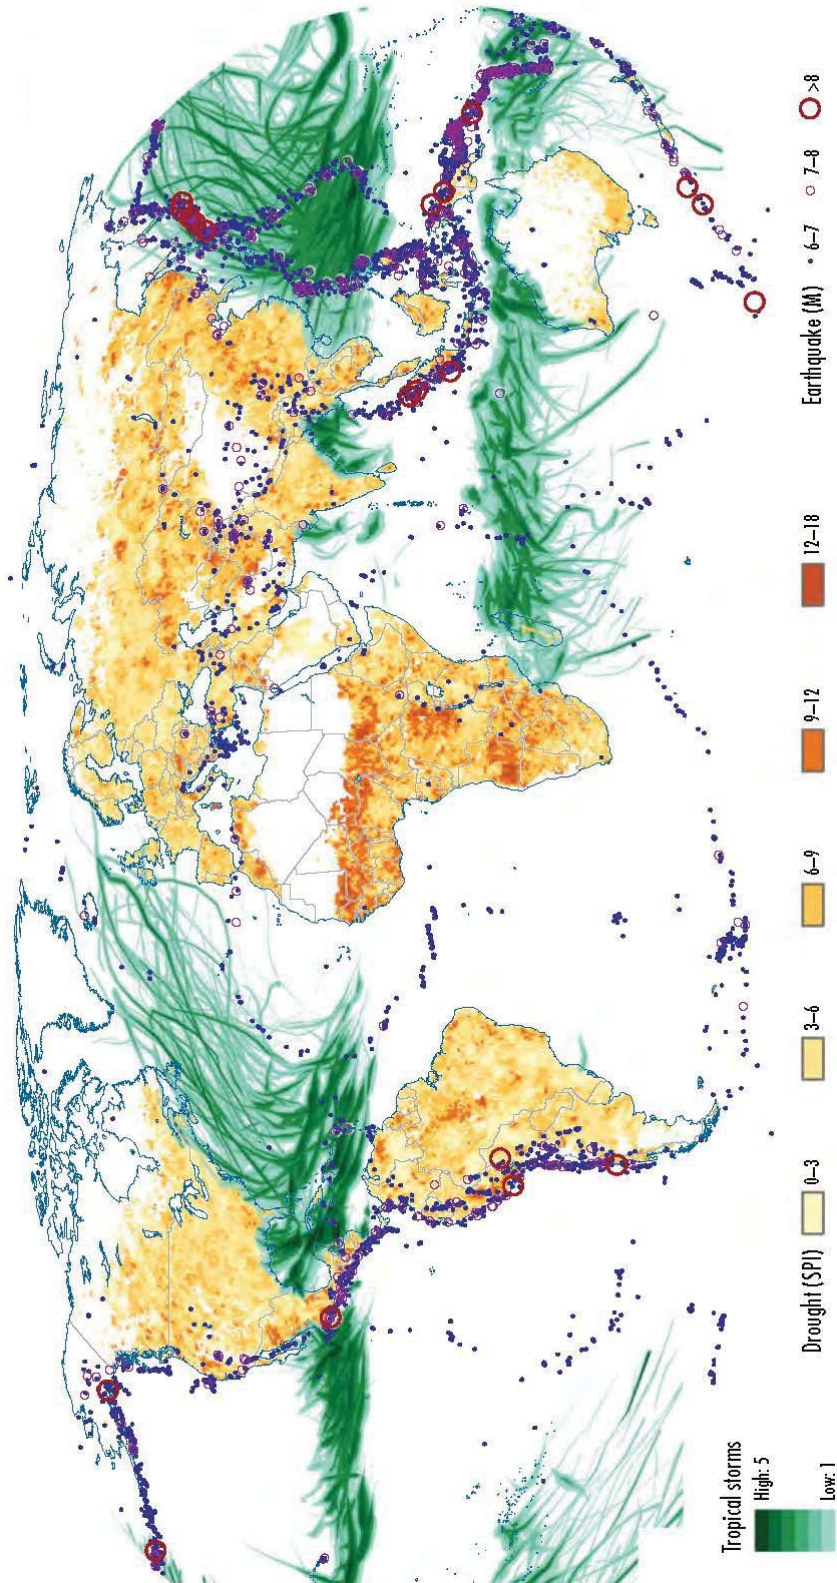 Tropical storms
High: 5
Low: 1
Drought (SPI)
0–3
3–6
6–9
9–12
12–18
Earthquake (M)
6–7
7–8
>8